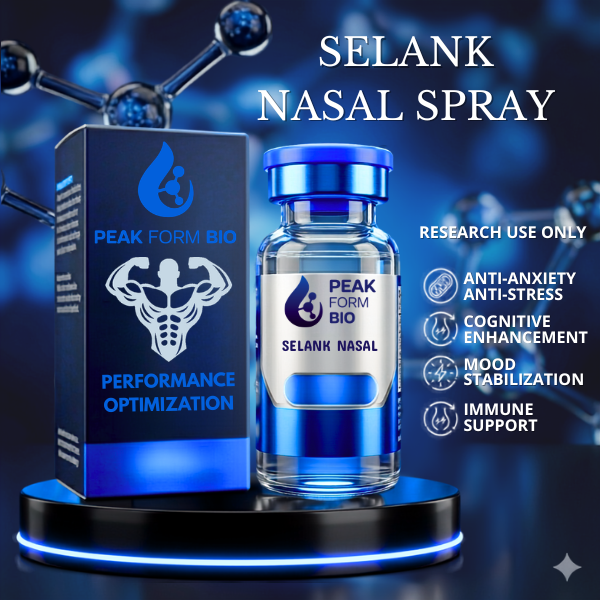 SELANK
NASAL SPRAY
PEAK FORM BIO
PERFORMANCE
OPTIMIZATION
PEAK
FORM
BIO
SELANK NASAL
RESEARCH USE ONLY
ANTI-ANXIETY
ANTI-STRESS
COGNITIVE
ENHANCEMENT
MOOD
STABILIZATION
IMMUNE
SUPPORT